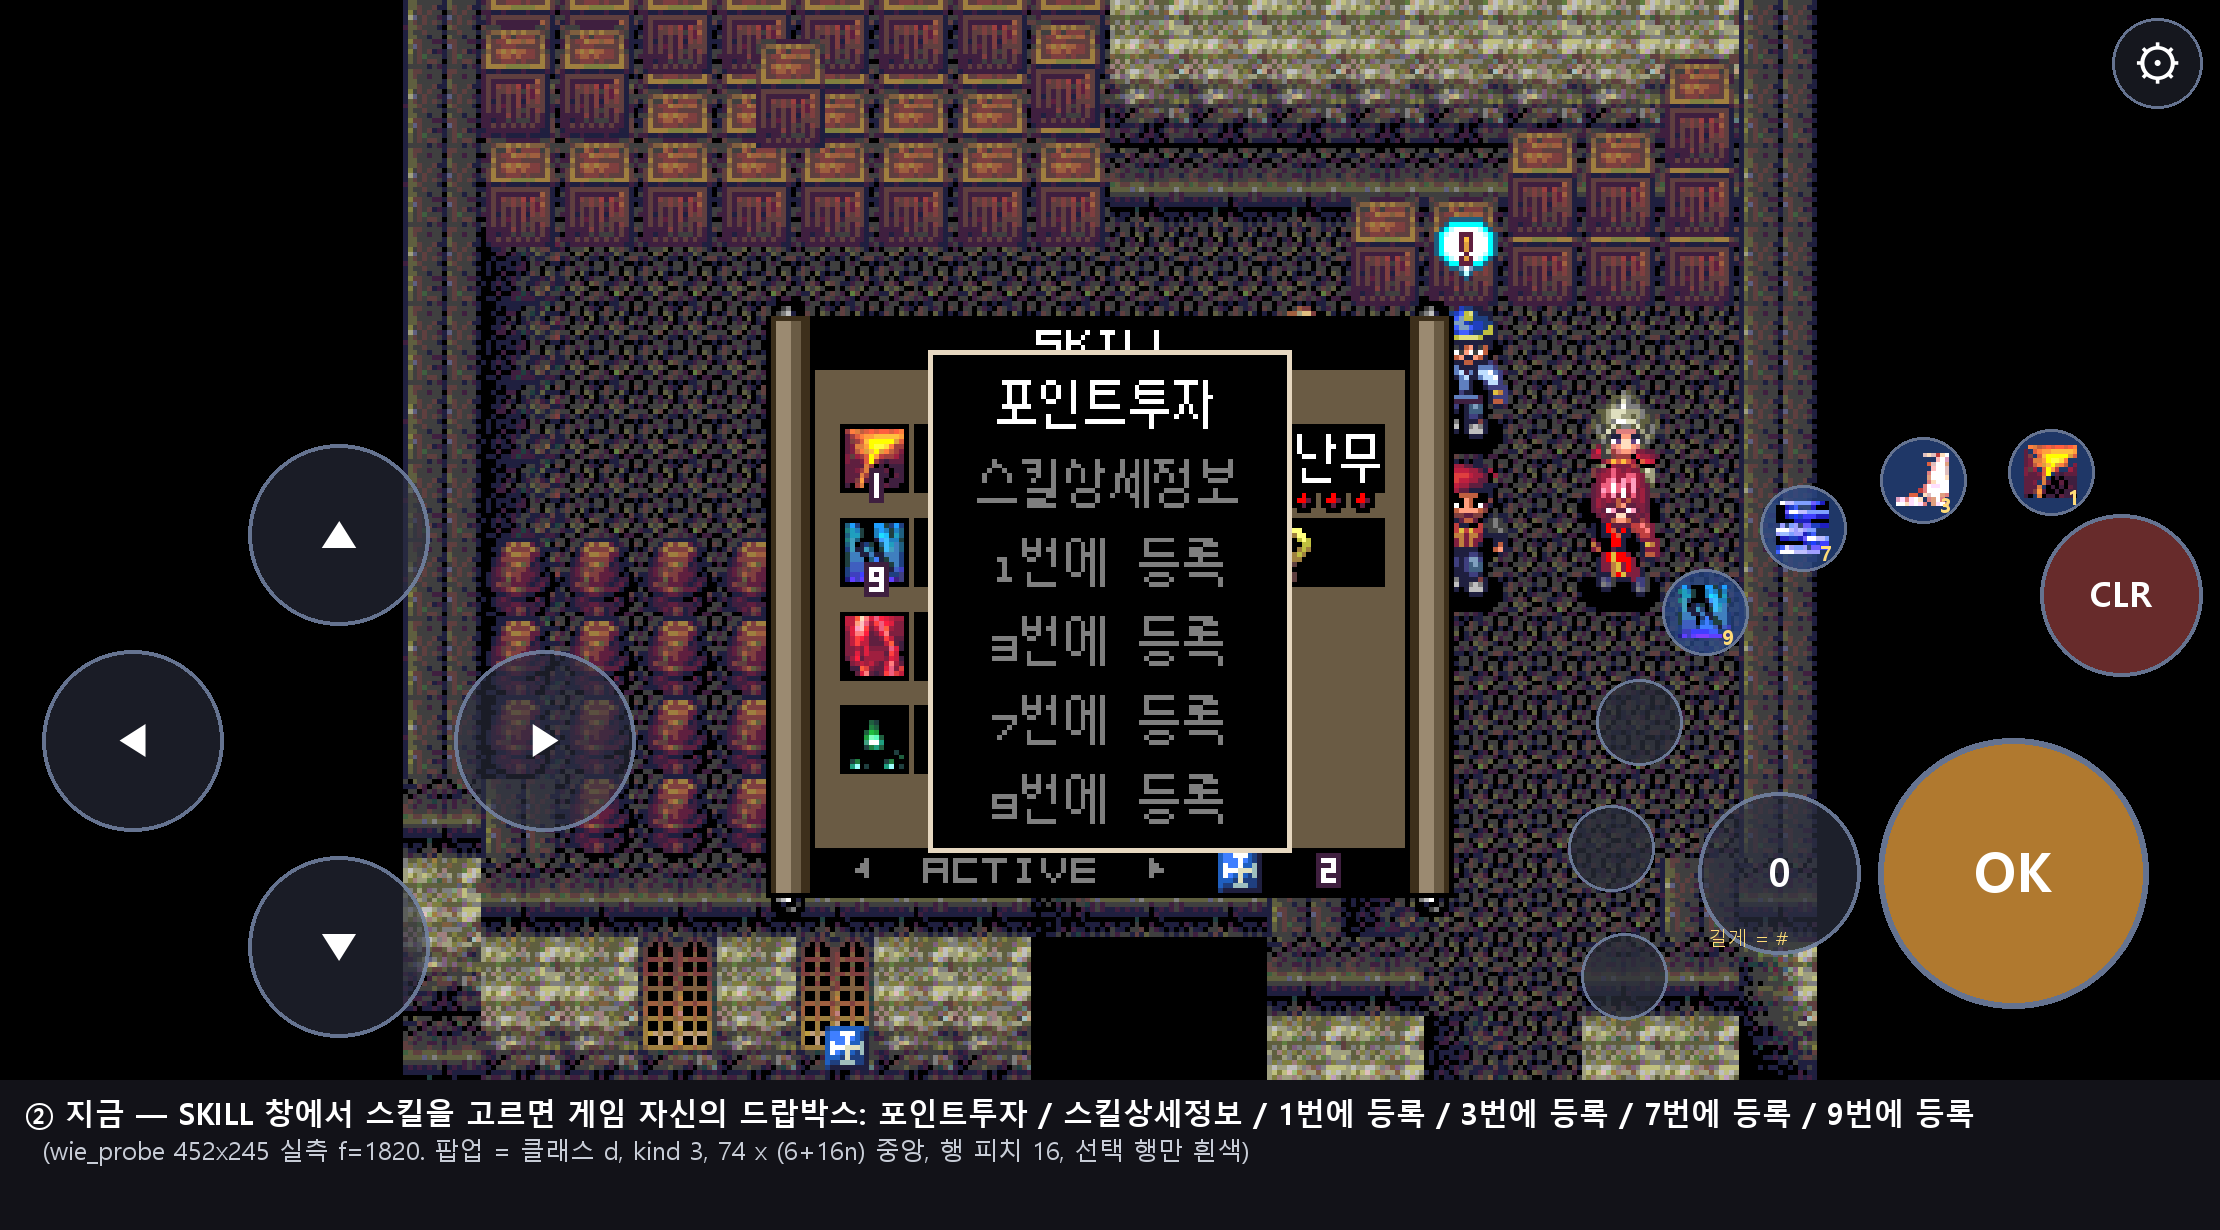 SKILL
포인트투자
스킬상세정보
1번에 등록
3번에 등록
7번에 등록
9번에 등록
1
9
난무
?
ACTIVE
2
3
1
7
9
CLR
0
OK
길게 = #
② 지금 — SKILL 창에서 스킬을 고르면 게임 자신의 드랍박스: 포인트투자 / 스킬상세정보 / 1번에 등록 / 3번에 등록 / 7번에 등록 / 9번에 등록
(wie_probe 452x245 실측 f=1820. 팝업 = 클래스 d, kind 3, 74 x (6+16n) 중앙, 행 피치 16, 선택 행만 흰색)